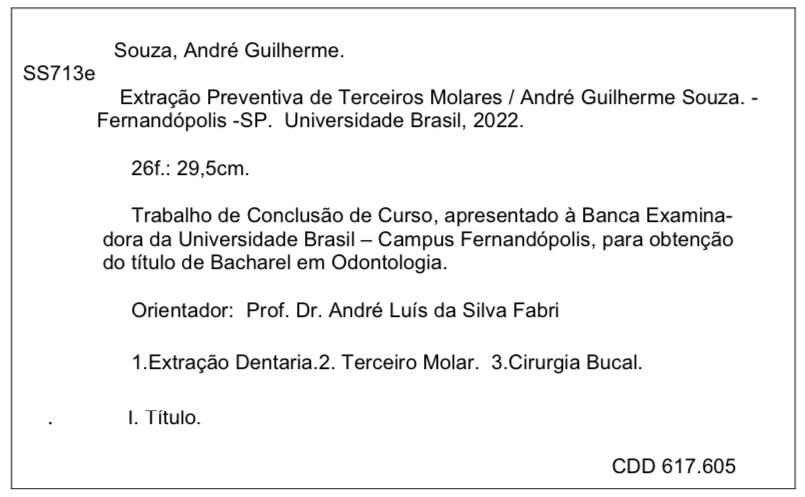 Souza, André Guilherme.
SS713e
Extração Preventiva de Terceiros Molares / André Guilherme Souza. -
Fernandópolis -SP.  Universidade Brasil, 2022.
26f.: 29,5cm.
Trabalho de Conclusão de Curso, apresentado à Banca Examina-
dora da Universidade Brasil – Campus Fernandópolis, para obtenção
do título de Bacharel em Odontologia.
Orientador:  Prof. Dr. André Luís da Silva Fabri
1.Extração Dentaria.2. Terceiro Molar.  3.Cirurgia Bucal.
. I. Título.
CDD 617.605